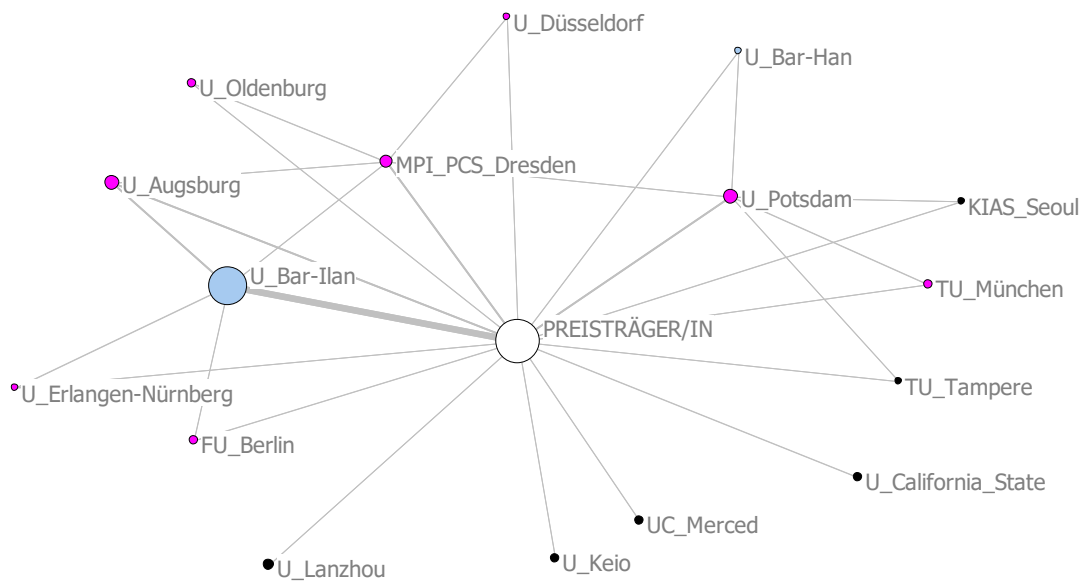 U_Düsseldorf
U_Bar-Han
U_Oldenburg
MPI_PCS_Dresden
U_Augsburg
U_Potsdam
KIAS_Seoul
U_Bar-Ilan
TU_München
PREISTRÄGER/IN
U_Erlangen-Nürnberg
TU_Tampere
FU_Berlin
U_California_State
UC_Merced
U_Keio
U_Lanzhou